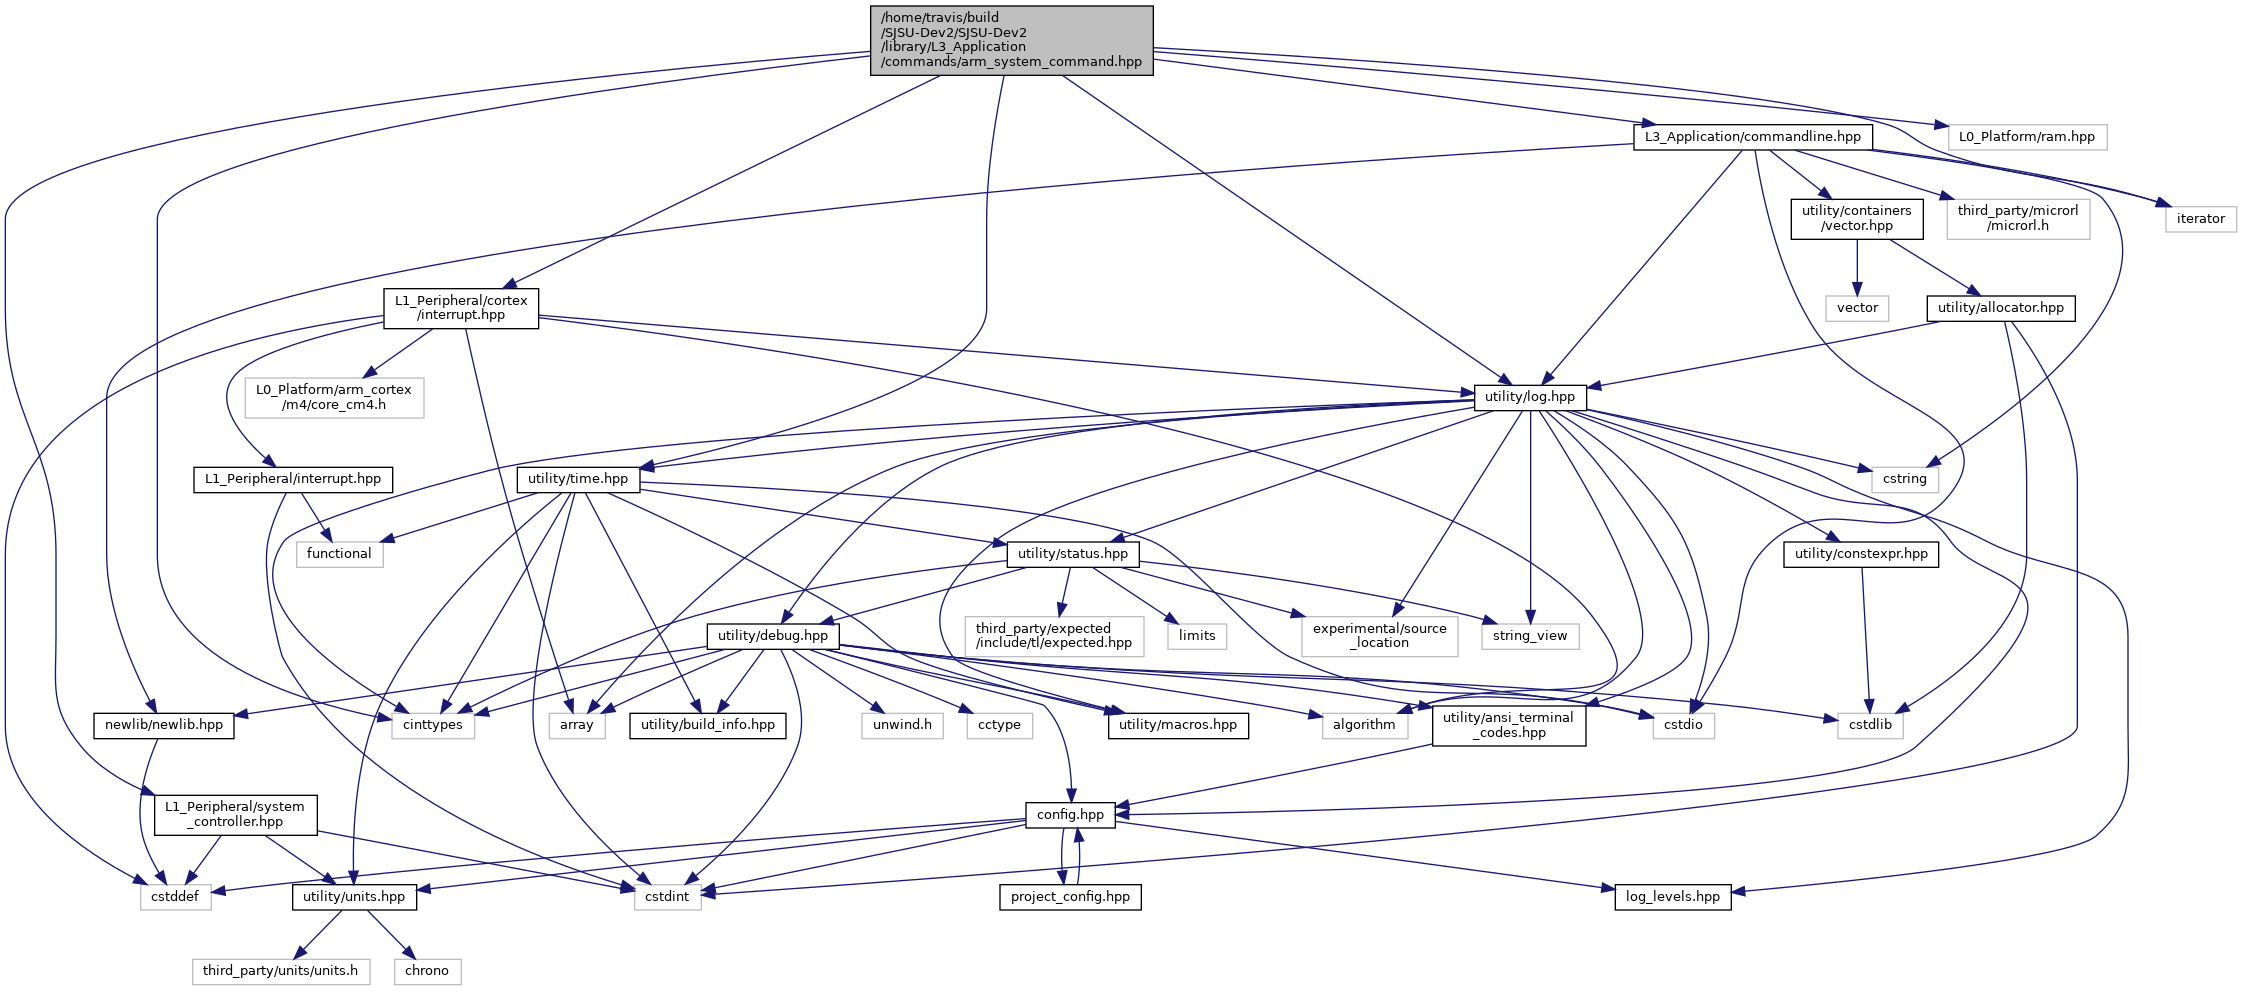 /home/travis/build
/SJSU-Dev2/SJSU-Dev2
/library/L3_Application
/commands/arm_system_command.hpp
L3_Application/commandline.hpp
L0_Platform/ram.hpp
utility/containers
/vector.hpp
third_party/microrl
/microrl.h
iterator
L1_Peripheral/cortex
/interrupt.hpp
vector
utility/allocator.hpp
L0_Platform/arm_cortex
/m4/core_cm4.h
utility/log.hpp
L1_Peripheral/interrupt.hpp
utility/time.hpp
cstring
functional
utility/status.hpp
utility/constexpr.hpp
utility/debug.hpp
third_party/expected
/include/tl/expected.hpp
limits
experimental/source
_location
string_view
newlib/newlib.hpp
cinttypes
array
utility/build_info.hpp
unwind.h
cctype
utility/macros.hpp
algorithm
utility/ansi_terminal
_codes.hpp
cstdio
cstdlib
L1_Peripheral/system
_controller.hpp
config.hpp
cstddef
utility/units.hpp
cstdint
project_config.hpp
log_levels.hpp
third_party/units/units.h
chrono